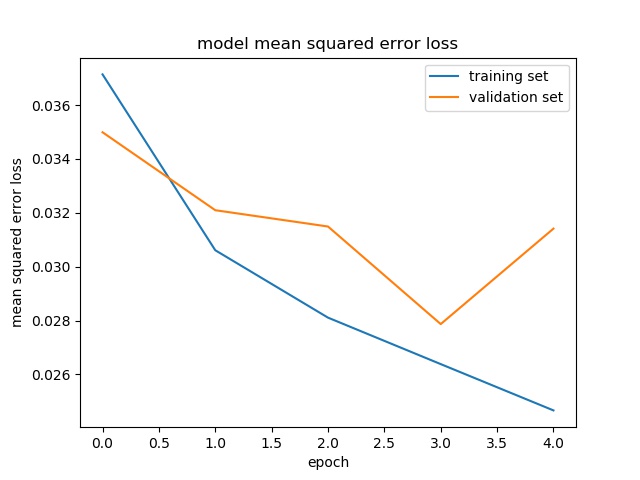 model mean squared error loss
training set
validation set
0.036
0.034
0.032
0.030
0.028
0.026
mean squared error loss
0.0 0.5 1.0 1.5 2.0 2.5 3.0 3.5 4.0
epoch